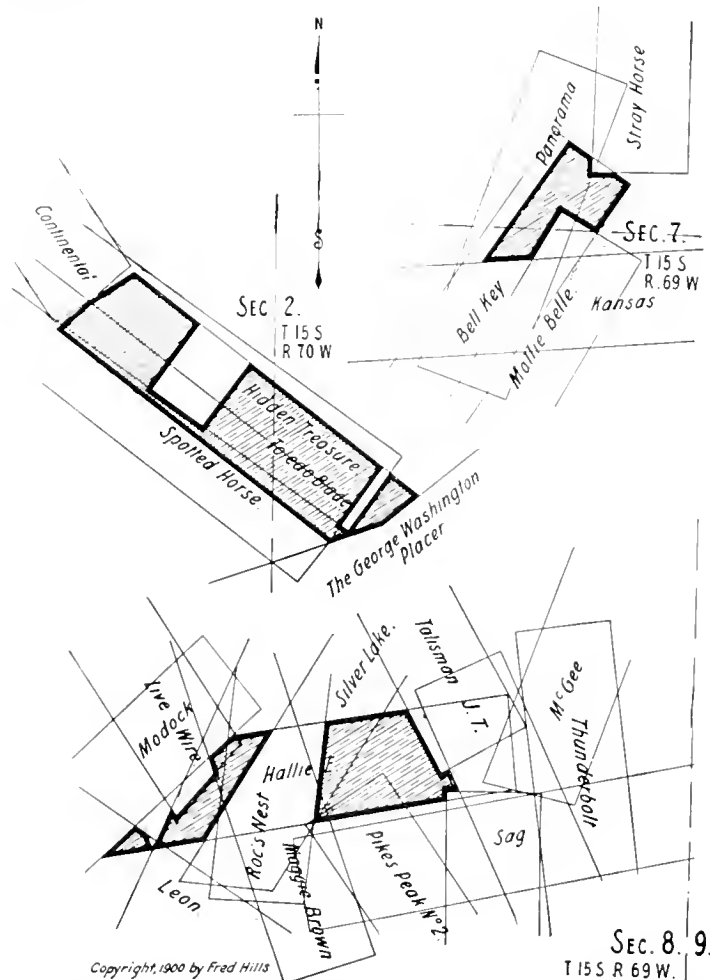 N
S
Stray Horse
Panorama
SEC. 7.
T 15 S
R. 69 W
Kansas
Bell Key
Mollie Belle.
Continental
SEC 2.
T 15 S
R 70 W
Hidden Treasure
Toledo Blade
Spotted Horse.
The George Washington
Placer
Silver Lake.
Talisman
J. T.
McGee
Thunderbolt
Live
Wire
Modock
Hallie E
Roc's Nest
Maggie Brown
Pikes Peak No 2.
Sag
Leon
SEC. 8. 9.
T 15 S R 69 W.
Copyright, 1900 by Fred Hills